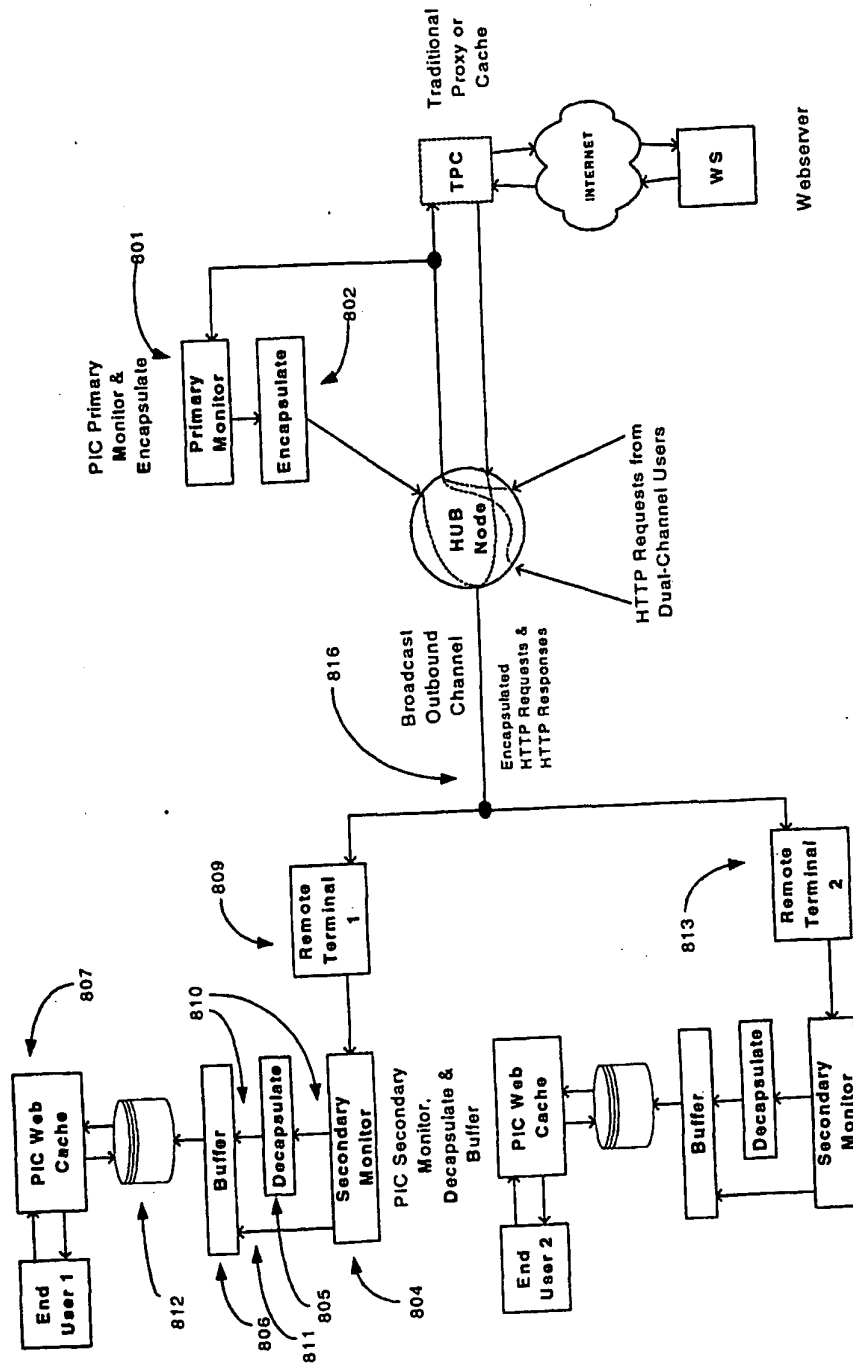 End
User 1
PIC Web
Cache
807
812
Buffer
Decapsulate
Secondary
Monitor
810
806
811
805
804
PIC Secondary
Monitor,
Decapsulate &
Buffer
Remote
Terminal
1
809
End
User 2
PIC Web
Cache
Buffer
Decapsulate
Secondary
Monitor
Remote
Terminal
2
813
816
Broadcast
Outbound
Channel
Encapsulated
HTTP Requests &
HTTP Responses
HUB
Node
HTTP Requests from
Dual-Channel Users
PIC Primary
Monitor &
Encapsulate
Primary
Monitor
Encapsulate
801
802
TPC
Traditional
Proxy or
Cache
INTERNET
WS
Webserver